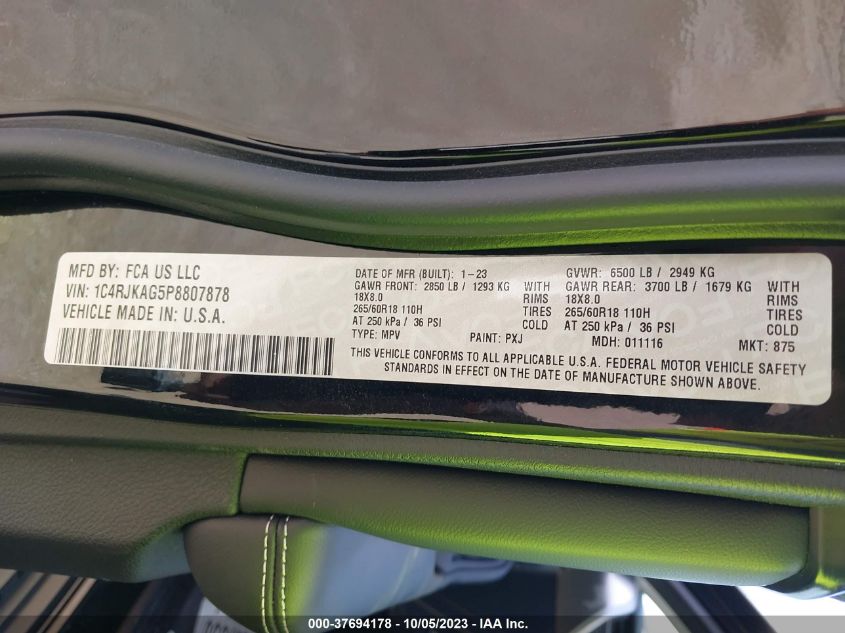 MFD BY: FCA US LLC
VIN: 1C4RJKAG5P8807878
VEHICLE MADE IN: U.S.A.
DATE OF MFR (BUILT): 1-23 GVWR: 6500 LB / 2949 KG
GAWR FRONT: 2850 LB / 1293 KG WITH GAWR REAR: 3700 LB / 1679 KG WITH
18X8.0 RIMS 18X8.0 RIMS
265/60R18 110H TIRES 265/60R18 110H TIRES
AT 250 kPa / 36 PSI COLD AT 250 kPa / 36 PSI COLD
TYPE: MPV PAINT: PXJ MDH: 011116 MKT: 875
THIS VEHICLE CONFORMS TO ALL APPLICABLE U.S.A. FEDERAL MOTOR VEHICLE SAFETY
STANDARDS IN EFFECT ON THE DATE OF MANUFACTURE SHOWN ABOVE.
000-37694178 - 10/05/2023 - IAA Inc.